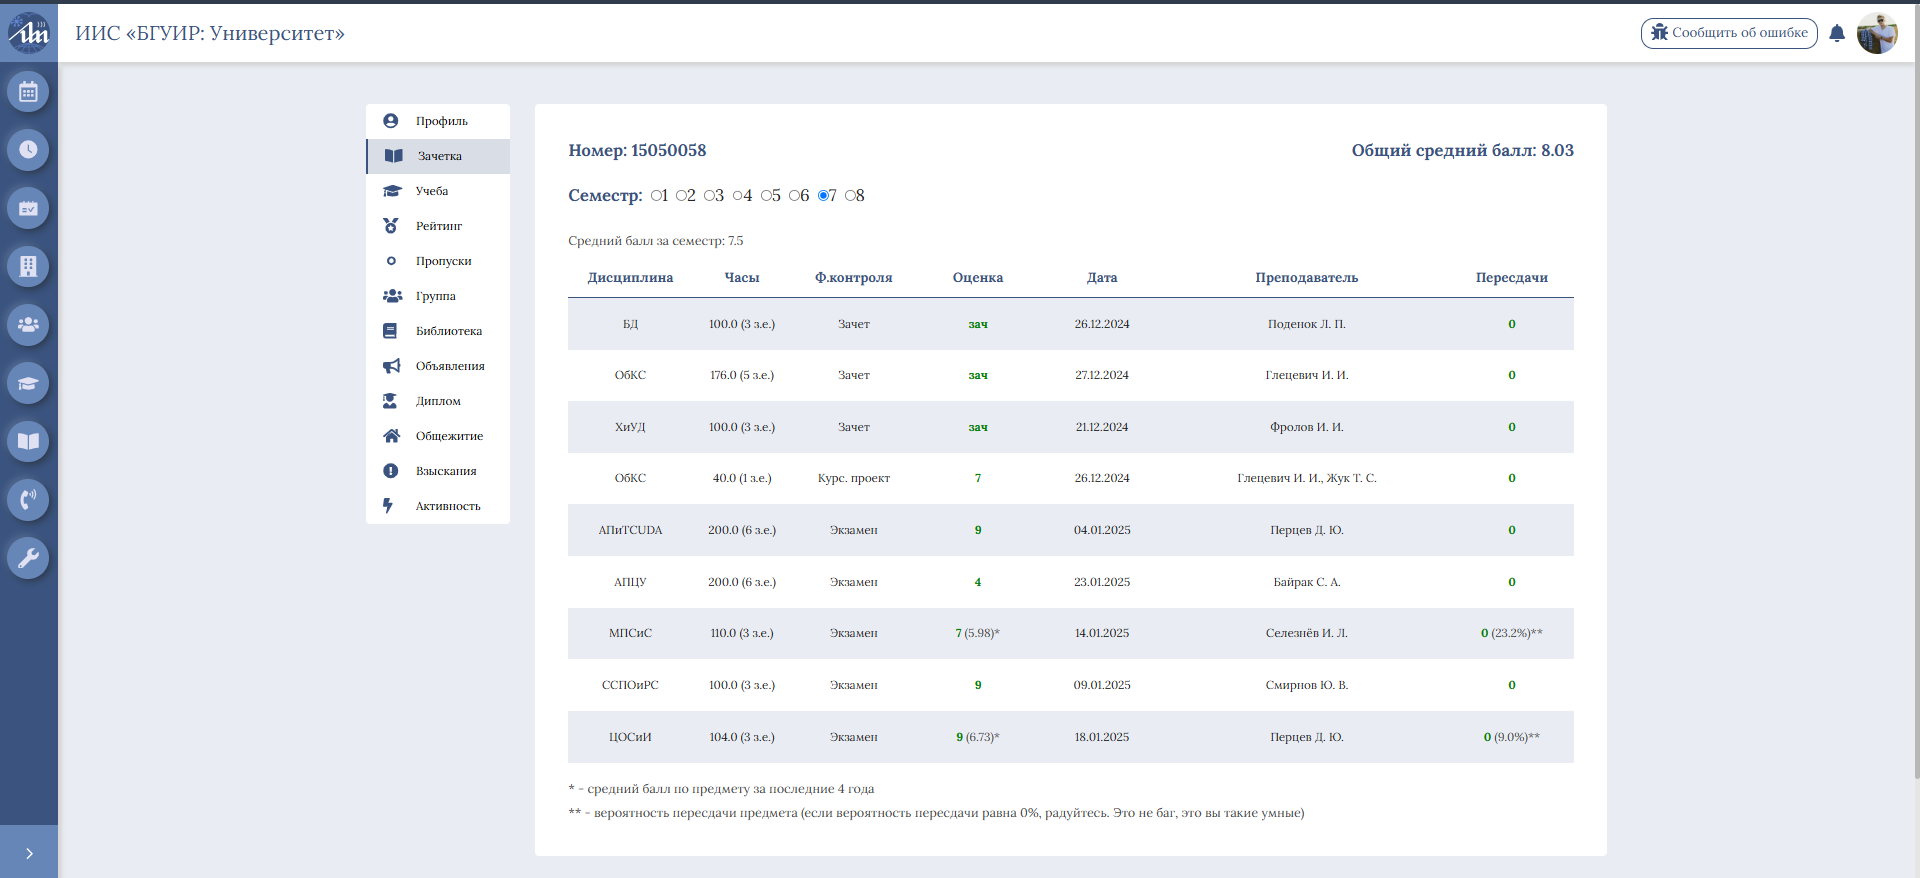 ИИС «БГУИР: Университет»
Сообщить об ошибке
Профиль
Зачетка
Учеба
Рейтинг
Пропуски
Группа
Библиотека
Объявления
Диплом
Общежитие
Взыскания
Активность
Номер: 15050058
Общий средний балл: 8.03
Семестр: 1 2 3 4 5 6 7 8
Средний балл за семестр: 7.5
Дисциплина Часы Ф.контроля Оценка Дата Преподаватель Пересдачи
БД 100.0 (3 з.е.) Зачет зач 26.12.2024 Поденок Л. П. 0
ОбКС 176.0 (5 з.е.) Зачет зач 27.12.2024 Глецевич И. И. 0
ХиУД 100.0 (3 з.е.) Зачет зач 21.12.2024 Фролов И. И. 0
ОбКС 40.0 (1 з.е.) Курс. проект 7 26.12.2024 Глецевич И. И., Жук Т. С. 0
АПиТCUDA 200.0 (6 з.е.) Экзамен 9 04.01.2025 Перцев Д. Ю. 0
АПЦУ 200.0 (6 з.е.) Экзамен 4 23.01.2025 Байрак С. А. 0
МПСиС 110.0 (3 з.е.) Экзамен 7 (5.98)* 14.01.2025 Селезнёв И. Л. 0 (23.2%)**
ССПОиРС 100.0 (3 з.е.) Экзамен 9 09.01.2025 Смирнов Ю. В. 0
ЦОСиИ 104.0 (3 з.е.) Экзамен 9 (6.73)* 18.01.2025 Перцев Д. Ю. 0 (9.0%)**
* - средний балл по предмету за последние 4 года
** - вероятность пересдачи предмета (если вероятность пересдачи равна 0%, радуйтесь. Это не баг, это вы такие умные)